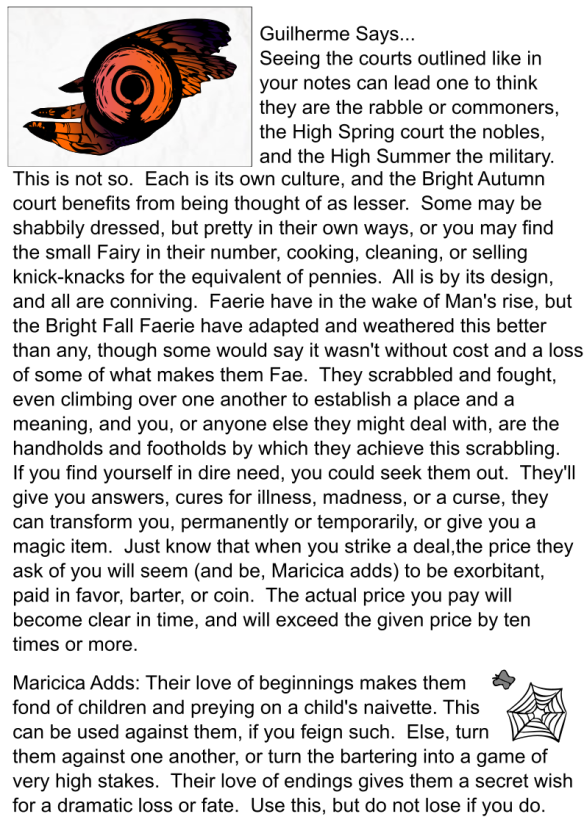 Guilherme Says...
Seeing the courts outlined like in
your notes can lead one to think
they are the rabble or commoners,
the High Spring court the nobles,
and the High Summer the military.
This is not so.  Each is its own culture, and the Bright Autumn
court benefits from being thought of as lesser.  Some may be
shabbily dressed, but pretty in their own ways, or you may find
the small Fairy in their number, cooking, cleaning, or selling
knick-knacks for the equivalent of pennies.  All is by its design,
and all are conniving.  Faerie have in the wake of Man's rise, but
the Bright Fall Faerie have adapted and weathered this better
than any, though some would say it wasn't without cost and a loss
of some of what makes them Fae.  They scrabbled and fought,
even climbing over one another to establish a place and a
meaning, and you, or anyone else they might deal with, are the
handholds and footholds by which they achieve this scrabbling.
If you find yourself in dire need, you could seek them out.  They'll
give you answers, cures for illness, madness, or a curse, they
can transform you, permanently or temporarily, or give you a
magic item.  Just know that when you strike a deal,the price they
ask of you will seem (and be, Maricica adds) to be exorbitant,
paid in favor, barter, or coin.  The actual price you pay will
become clear in time, and will exceed the given price by ten
times or more.
Maricica Adds: Their love of beginnings makes them
fond of children and preying on a child's naivette. This
can be used against them, if you feign such.  Else, turn
them against one another, or turn the bartering into a game of
very high stakes.  Their love of endings gives them a secret wish
for a dramatic loss or fate.  Use this, but do not lose if you do.